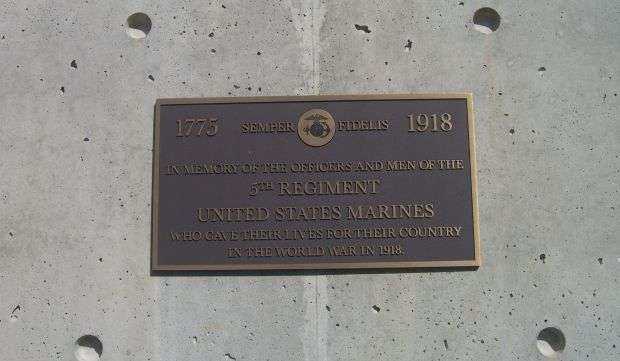 1775 SEMPER FIDELIS 1918
IN MEMORY OF THE OFFICERS AND MEN OF THE
5TH REGIMENT
UNITED STATES MARINES
WHO GAVE THEIR LIVES FOR THEIR COUNTRY
IN THE WORLD WAR IN 1918.